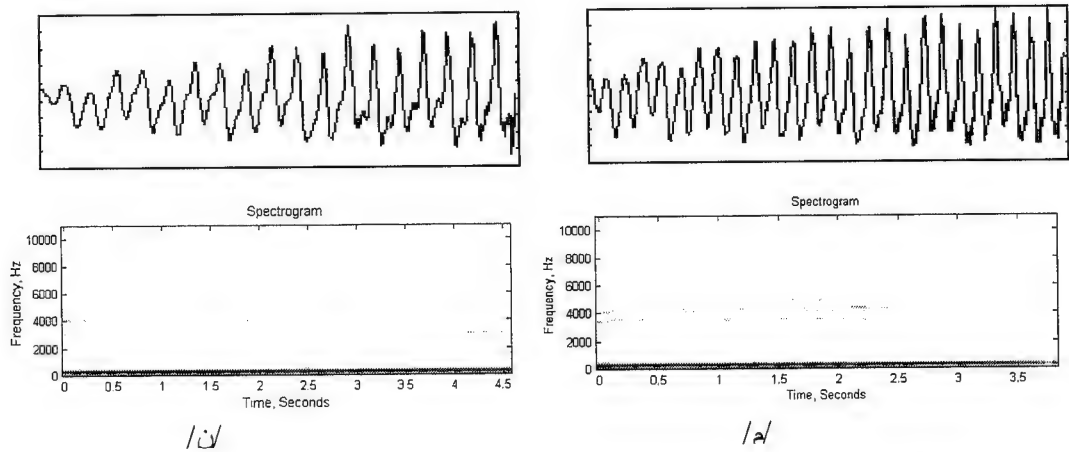 Spectrogram
10000
8000
6000
4000
2000
0
Frequency, Hz
0 0.5 1 1.5 2 2.5 3 3.5 4 4.5
Time, Seconds
/ن/
Spectrogram
10000
8000
6000
4000
2000
0
Frequency, Hz
0 0.5 1 1.5 2 2.5 3 3.5
Time, Seconds
/م/